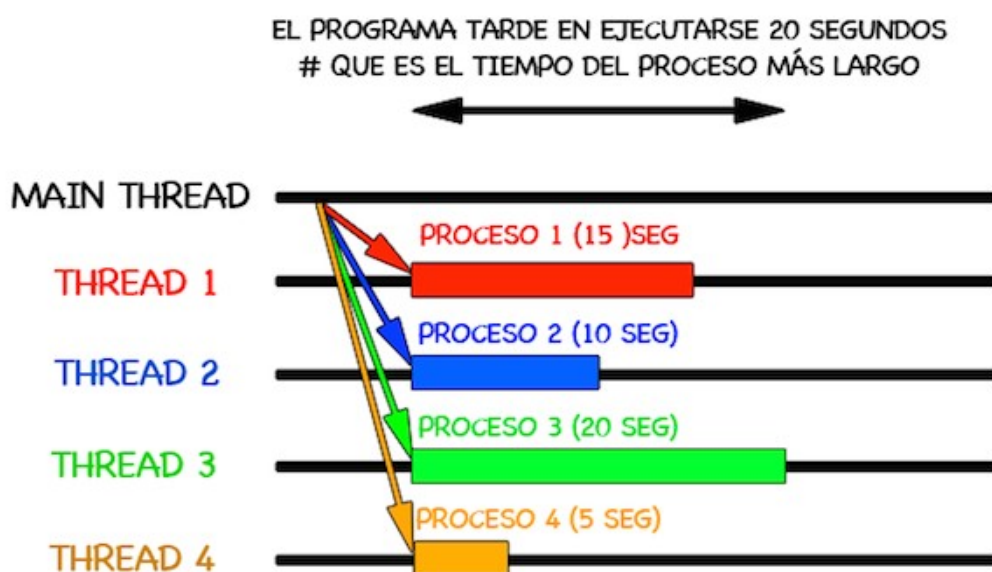 EL PROGRAMA TARDE EN EJECUTARSE 20 SEGUNDOS
# QUE ES EL TIEMPO DEL PROCESO MÁS LARGO
MAIN THREAD
PROCESO 1 (15 )SEG
THREAD 1
PROCESO 2 (10 SEG)
THREAD 2
PROCESO 3 (20 SEG)
THREAD 3
PROCESO 4 (5 SEG)
THREAD 4